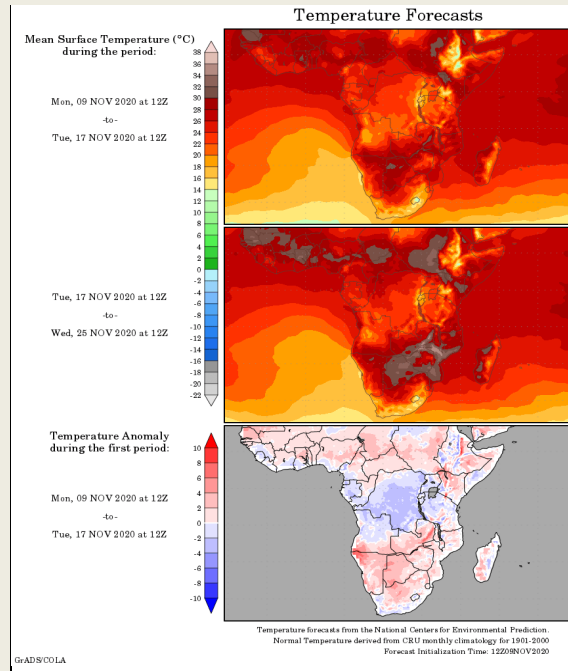 Temperature Forecasts
Mean Surface Temperature (°C)
during the period:
Mon, 09 NOV 2020 at 12Z
-to-
Tue, 17 NOV 2020 at 12Z
38
36
34
32
30
28
26
24
22
20
18
16
14
12
10
8
6
4
2
0
-2
-4
-6
-8
-10
-12
-14
-16
-18
-20
-22
Tue, 17 NOV 2020 at 12Z
-to-
Wed, 25 NOV 2020 at 12Z
Temperature Anomaly
during the first period:
Mon, 09 NOV 2020 at 12Z
-to-
Tue, 17 NOV 2020 at 12Z
10
8
6
4
2
0
-2
-4
-6
-8
-10
Temperature forecasts from the National Centers for Environmental Prediction.
Normal Temperature derived from CRU monthly climatology for 1901-2000
Forecast Initialization Time: 12Z09NOV2020
GrADS/COLA